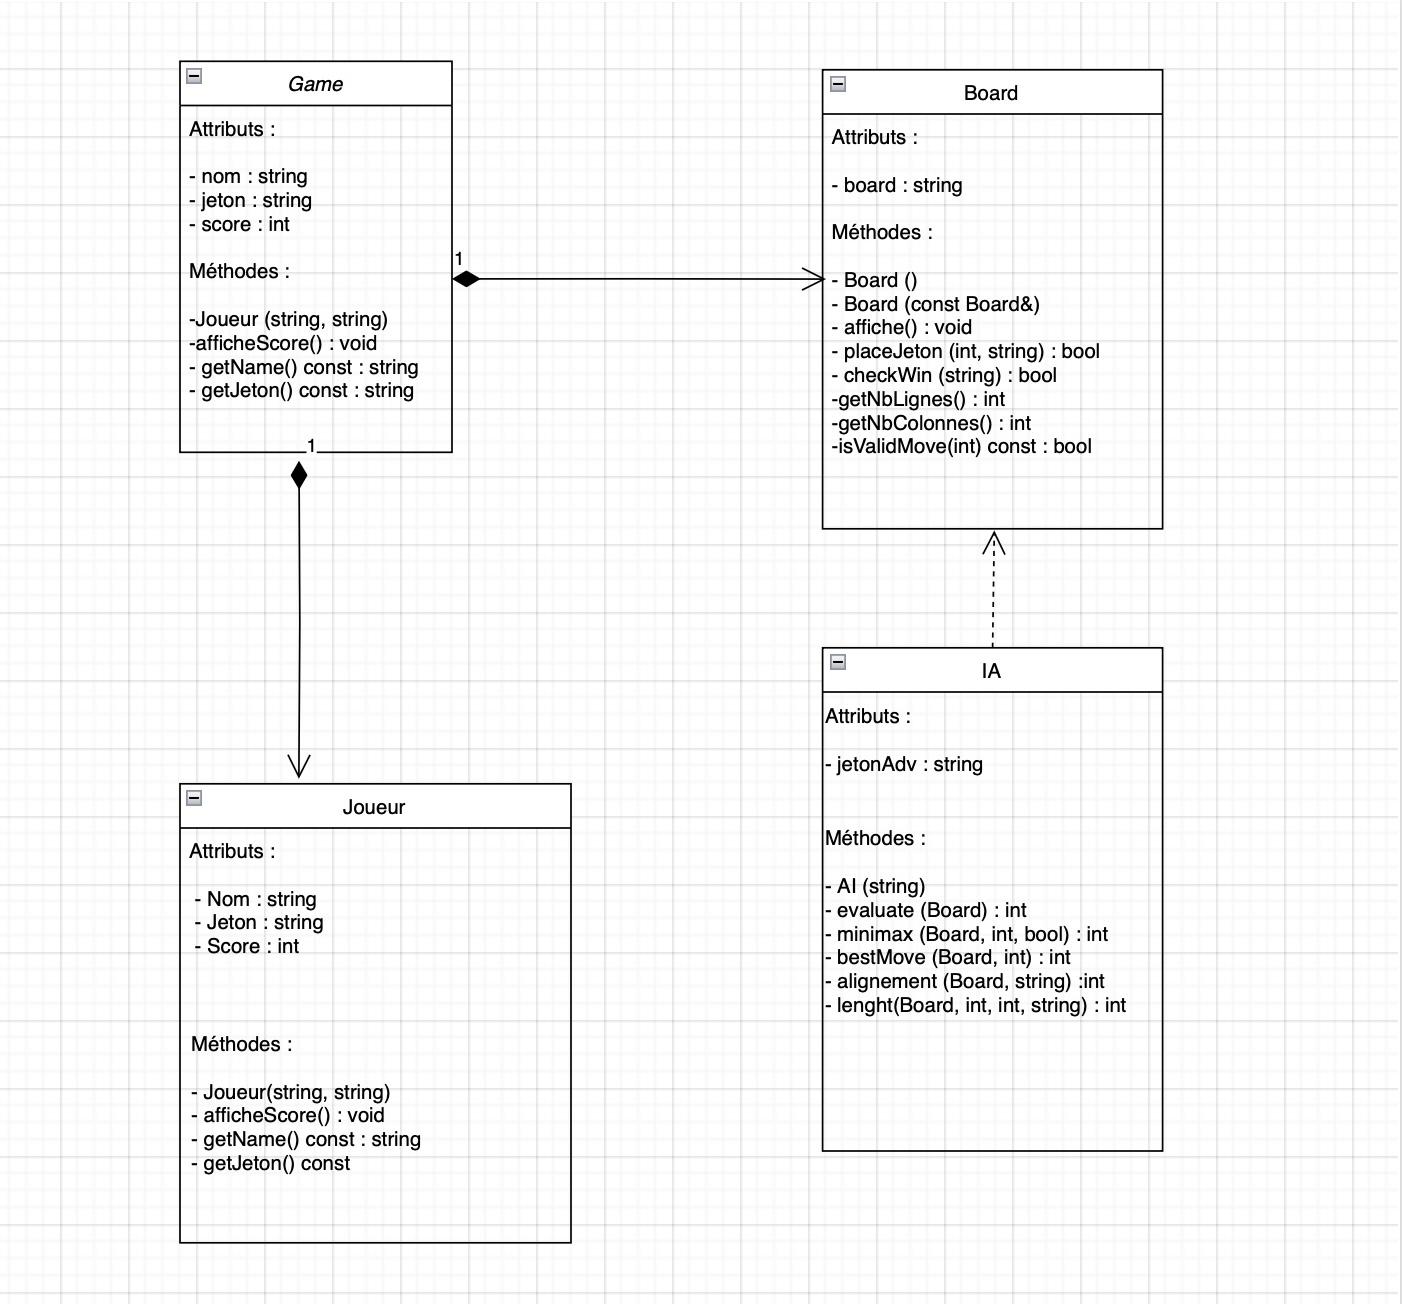 Game
Attributs :
- nom : string
- jeton : string
- score : int
Méthodes :
-Joueur (string, string)
-afficheScore() : void
- getName() const : string
- getJeton() const : string
1
1
Board
Attributs :
- board : string
Méthodes :
- Board ()
- Board (const Board&)
- affiche() : void
- placeJeton (int, string) : bool
- checkWin (string) : bool
-getNbLignes() : int
-getNbColonnes() : int
-isValidMove(int) const : bool
Joueur
Attributs :
- Nom : string
- Jeton : string
- Score : int
Méthodes :
- Joueur(string, string)
- afficheScore() : void
- getName() const : string
- getJeton() const
IA
Attributs :
- jetonAdv : string
Méthodes :
- AI (string)
- evaluate (Board) : int
- minimax (Board, int, bool) : int
- bestMove (Board, int) : int
- alignement (Board, string) :int
- lenght(Board, int, int, string) : int